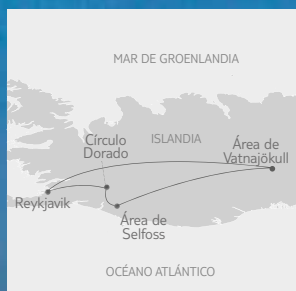 MAR DE GROENLANDIA
Círculo
Dorado
ISLANDIA
Área de
Vatnajökull
Reykjavik
Área de
Selfoss
OCÉANO ATLÁNTICO